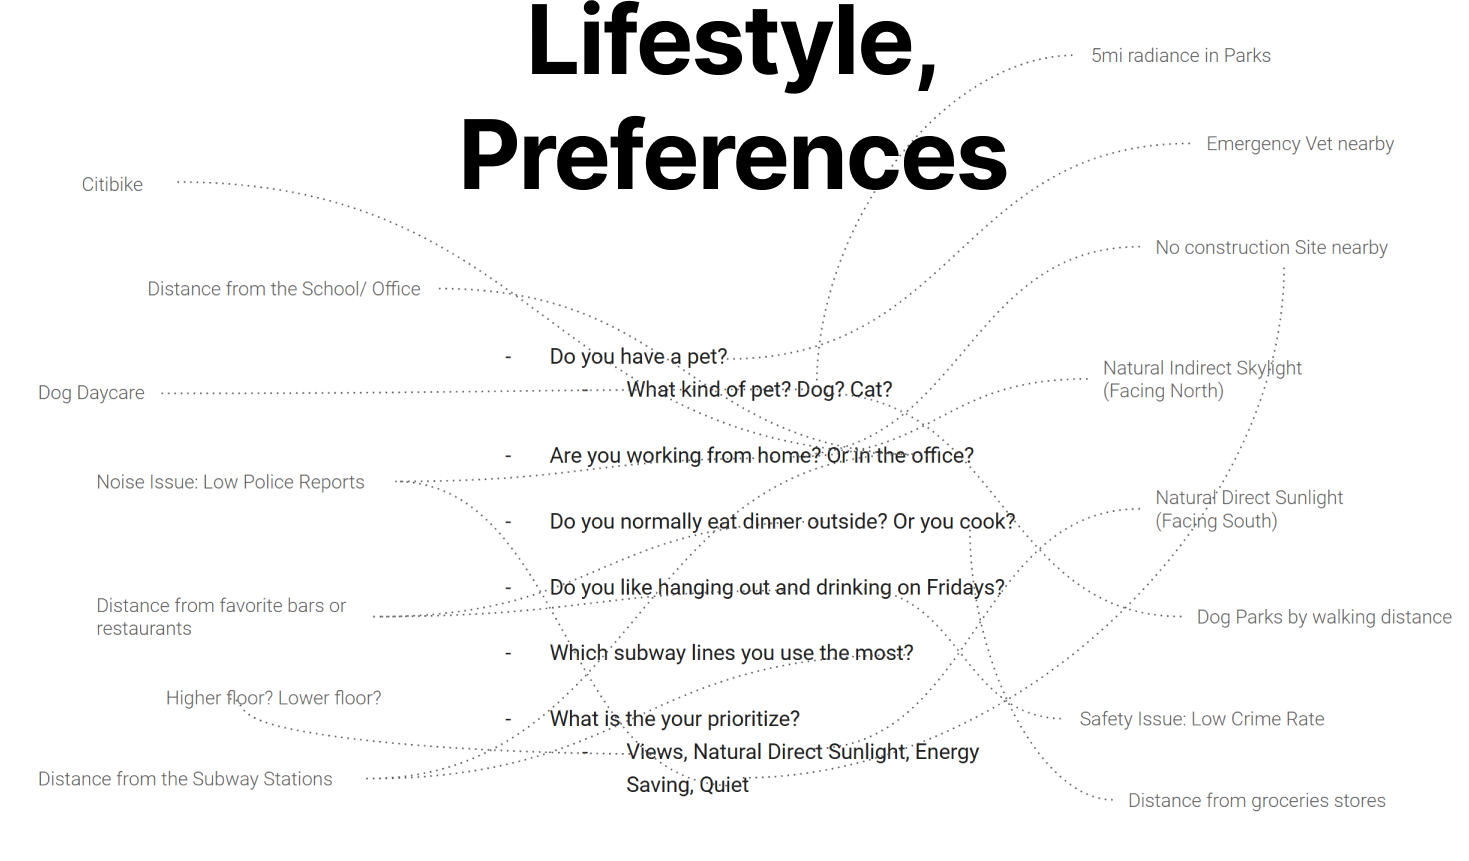 Lifestyle,
Preferences
5mi radiance in Parks
Emergency Vet nearby
Citibike
No construction Site nearby
Distance from the School/ Office
- Do you have a pet?
- What kind of pet? Dog? Cat?
Natural Indirect Skylight
(Facing North)
Dog Daycare
- Are you working from home? Or in the office?
Noise Issue: Low Police Reports
Natural Direct Sunlight
(Facing South)
- Do you normally eat dinner outside? Or you cook?
- Do you like hanging out and drinking on Fridays?
Distance from favorite bars or
restaurants
Dog Parks by walking distance
- Which subway lines you use the most?
Higher floor? Lower floor?
- What is the your prioritize?
- Views, Natural Direct Sunlight, Energy
Saving, Quiet
Safety Issue: Low Crime Rate
Distance from the Subway Stations
Distance from groceries stores